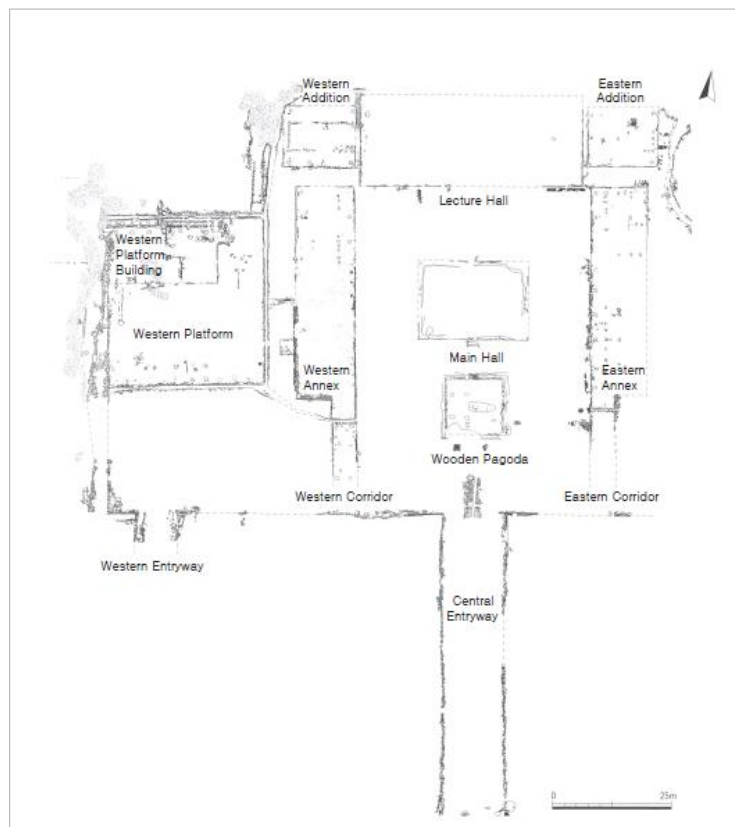 Western
Addition
Eastern
Addition
Lecture Hall
Western
Platform
Building
Western Platform
Main Hall
Western
Annex
Eastern
Annex
Wooden Pagoda
Western Corridor
Eastern Corridor
Western Entryway
Central
Entryway
0
25m